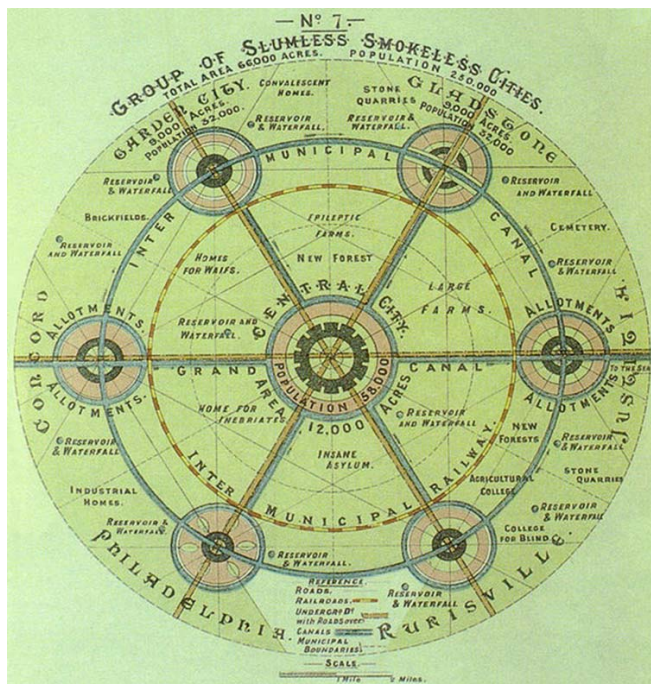 — Nº 7. —
GROUP OF SLUMLESS SMOKELESS CITIES.
TOTAL AREA 66,000 ACRES. POPULATION 250,000
GARDEN CITY.
9,000 ACRES.
POPULATION 32,000.
CONVALESCENT
HOMES.
STONE
QUARRIES
GLADSTONE
9,000 ACRES.
POPULATION
32,000
RESERVOIR
& WATERFALL
RESERVOIR &
WATERFALL.
INTER MUNICIPAL CANAL
RESERVOIR
& WATERFALL
RESERVOIR
AND WATERFALL
BRICKFIELDS.
EPILEPTIC
FARMS.
CEMETERY.
RESERVOIR
AND WATERFALL
HOMES
FOR WAIFS.
NEW FOREST
RESERVOIR
& WATERFALL
LARGE
FARMS.
CONCORD
ALLOTMENTS
CENTRAL CITY.
ALLOTMENTS
JUSTITIA
RESERVOIR AND
WATERFALL.
GRAND CANAL
TO THE SEA
ALLOTMENTS.
AREA 12,000 ACRES
POPULATION 58,000
ALLOTMENTS
HOME FOR
INEBRIATES.
RESERVOIR
AND WATERFALL
NEW
FORESTS
RESERVOIR
& WATERFALL
RESERVOIR
& WATERFALL
INSANE
ASYLUM.
INTER MUNICIPAL RAILWAY.
STONE
QUARRIES
AGRICULTURAL
COLLEGE
INDUSTRIAL
HOMES.
RESERVOIR
& WATERFALL
RESERVOIR &
WATERFALL
COLLEGE
FOR BLIND.
PHILADELPHIA.
RESERVOIR
& WATERFALL.
RURISVILLE.
REFERENCE.
ROADS.
RAILROADS.
UNDERGRD Dº
WITH ROADS OVER
CANALS
MUNICIPAL
BOUNDARIES.
RESERVOIR
& WATERFALL
— SCALE —
1 MILE 2 MILES.